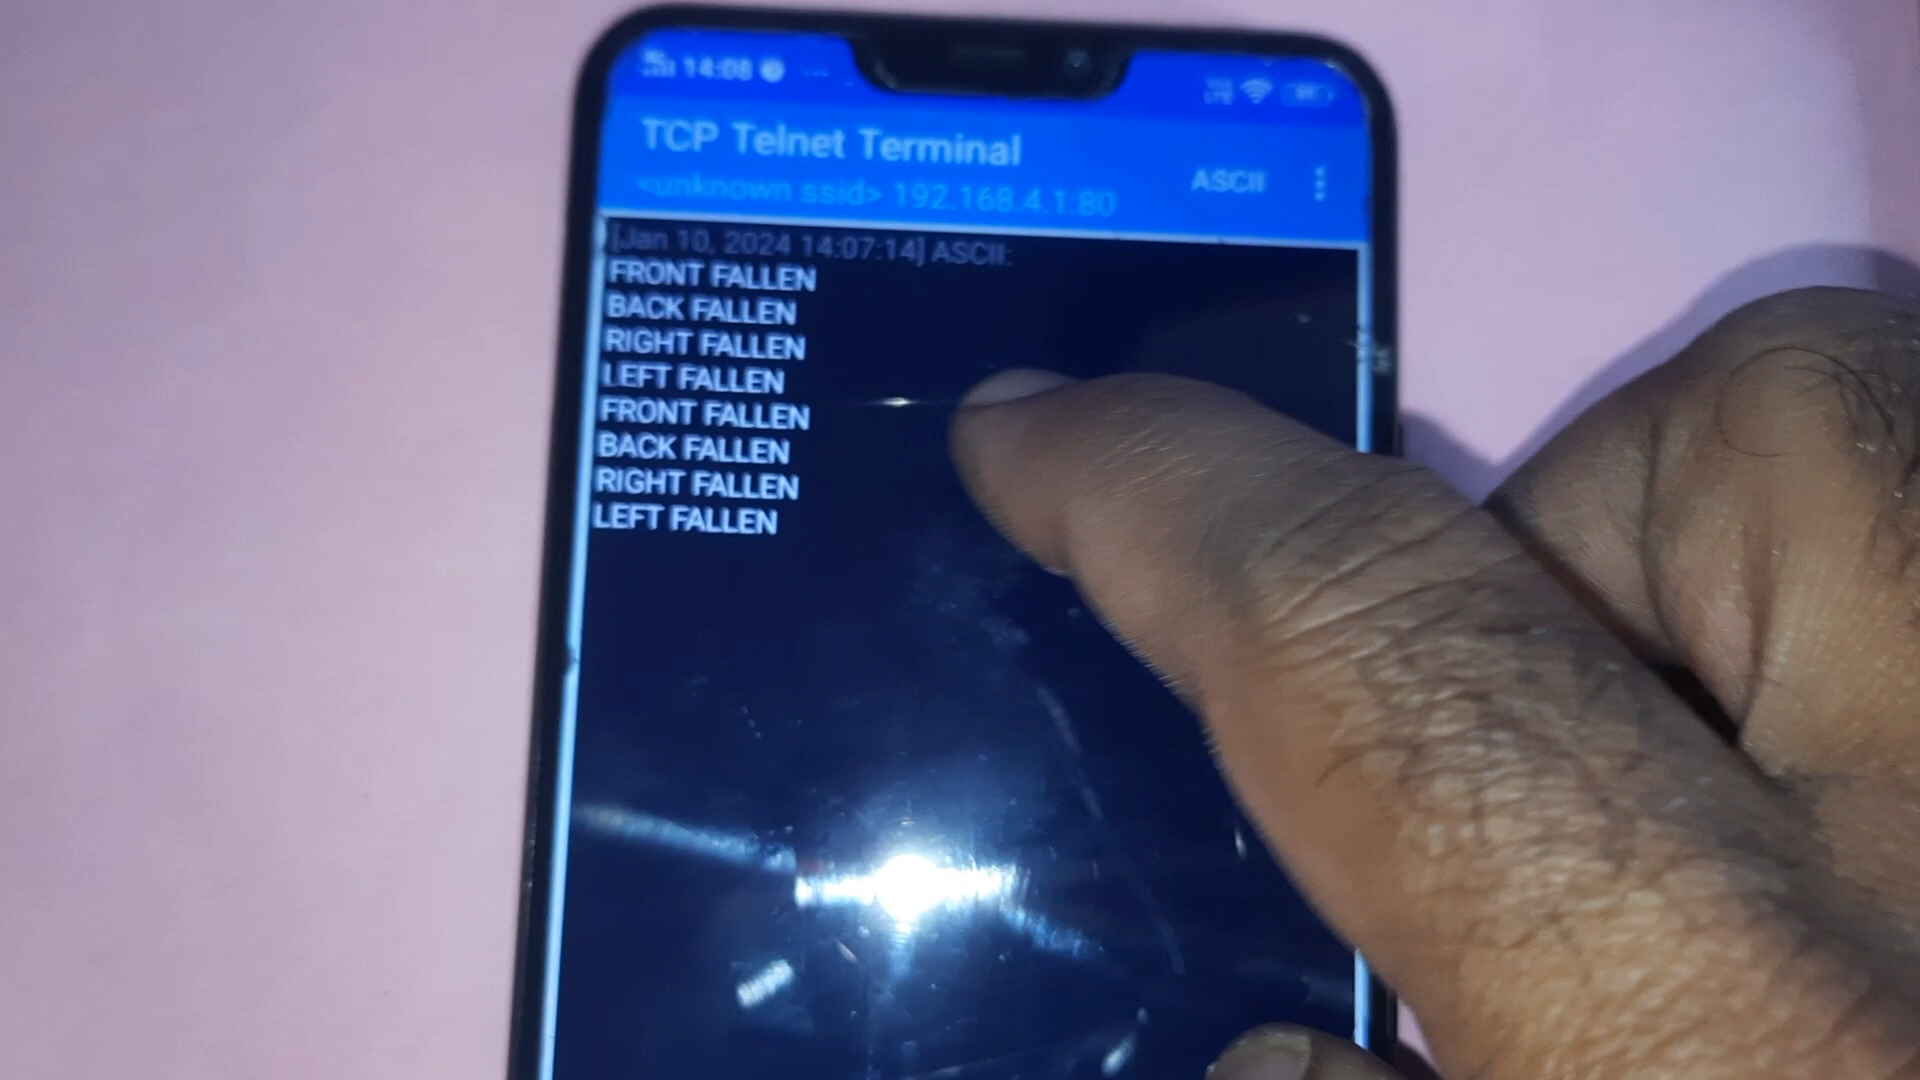 14:08
TCP Telnet Terminal
<unknown ssid> 192.168.4.1:80
ASCII
[Jan 10, 2024 14:07:14] ASCII:
FRONT FALLEN
BACK FALLEN
RIGHT FALLEN
LEFT FALLEN
FRONT FALLEN
BACK FALLEN
RIGHT FALLEN
LEFT FALLEN